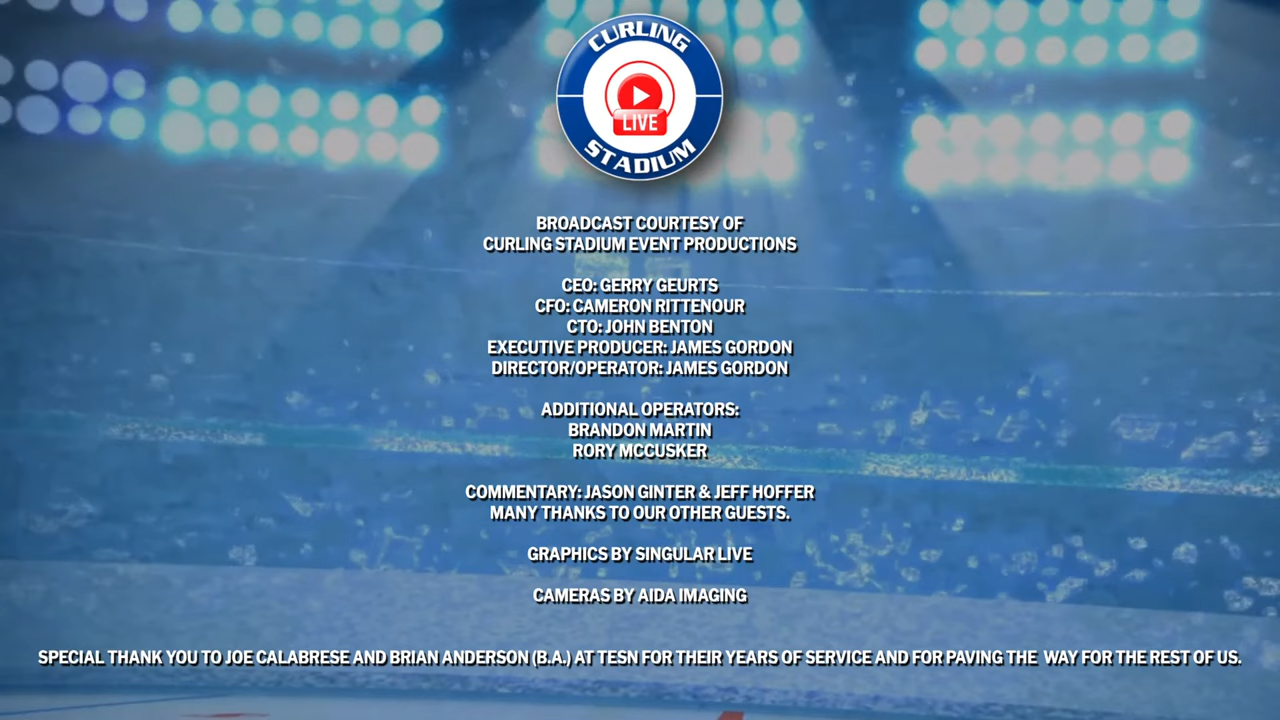 CURLING
LIVE
STADIUM
BROADCAST COURTESY OF
CURLING STADIUM EVENT PRODUCTIONS
CEO: GERRY GEURTS
CFO: CAMERON RITTENOUR
CTO: JOHN BENTON
EXECUTIVE PRODUCER: JAMES GORDON
DIRECTOR/OPERATOR: JAMES GORDON
ADDITIONAL OPERATORS:
BRANDON MARTIN
RORY MCCUSKER
COMMENTARY: JASON GINTER & JEFF HOFFER
MANY THANKS TO OUR OTHER GUESTS.
GRAPHICS BY SINGULAR LIVE
CAMERAS BY AIDA IMAGING
SPECIAL THANK YOU TO JOE CALABRESE AND BRIAN ANDERSON (B.A.) AT TESN FOR THEIR YEARS OF SERVICE AND FOR PAVING THE WAY FOR THE REST OF US.